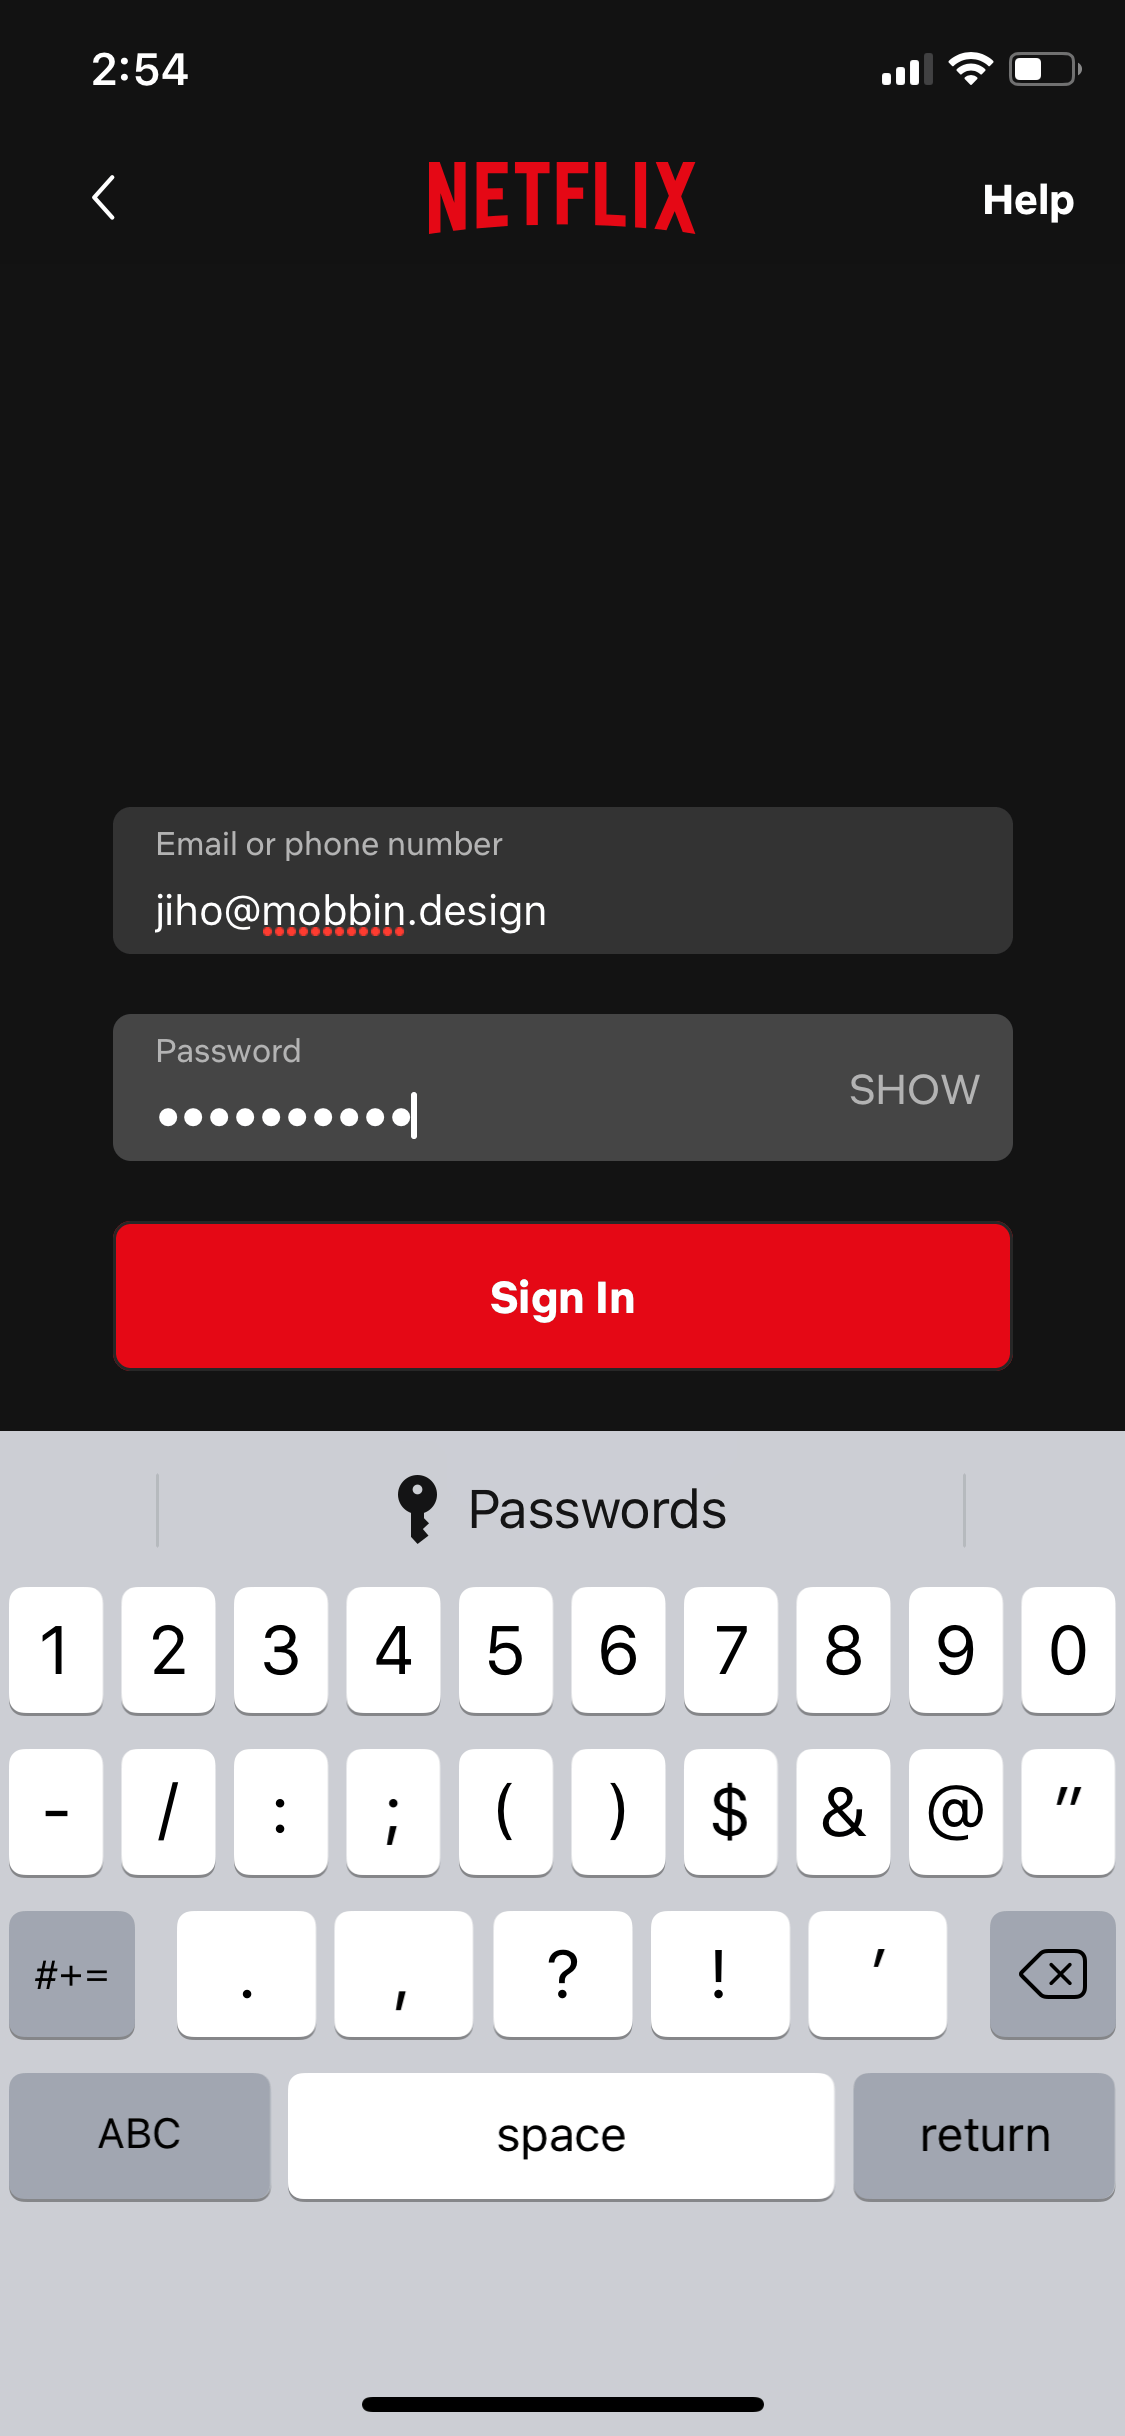 2:54
NETFLIX
Help
Email or phone number
jiho@mobbin.design
Password
••••••••••
SHOW
Sign In
Passwords
1 2 3 4 5 6 7 8 9 0
- / : ; ( ) $ & @ "
#+= . , ? ! '
ABC space return